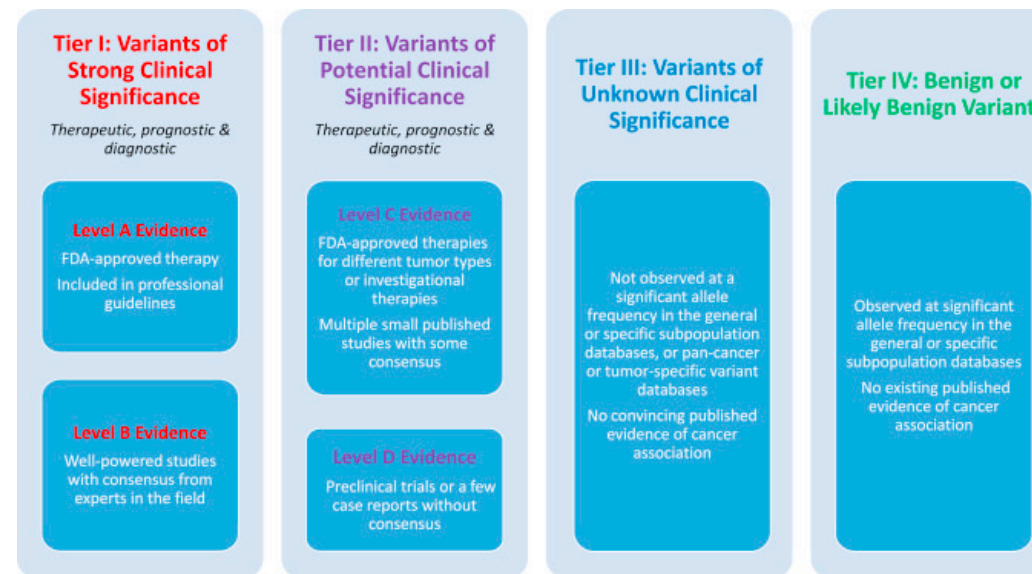 Tier I: Variants of
Strong Clinical
Significance
Therapeutic, prognostic &
diagnostic
Level A Evidence
FDA-approved therapy
Included in professional
guidelines
Level B Evidence
Well-powered studies
with consensus from
experts in the field
Tier II: Variants of
Potential Clinical
Significance
Therapeutic, prognostic &
diagnostic
Level C Evidence
FDA-approved therapies
for different tumor types
or investigational
therapies
Multiple small published
studies with some
consensus
Level D Evidence
Preclinical trials or a few
case reports without
consensus
Tier III: Variants of
Unknown Clinical
Significance
Not observed at a
significant allele
frequency in the general
or specific subpopulation
databases, or pan-cancer
or tumor-specific variant
databases
No convincing published
evidence of cancer
association
Tier IV: Benign or
Likely Benign Variant
Observed at significant
allele frequency in the
general or specific
subpopulation databases
No existing published
evidence of cancer
association